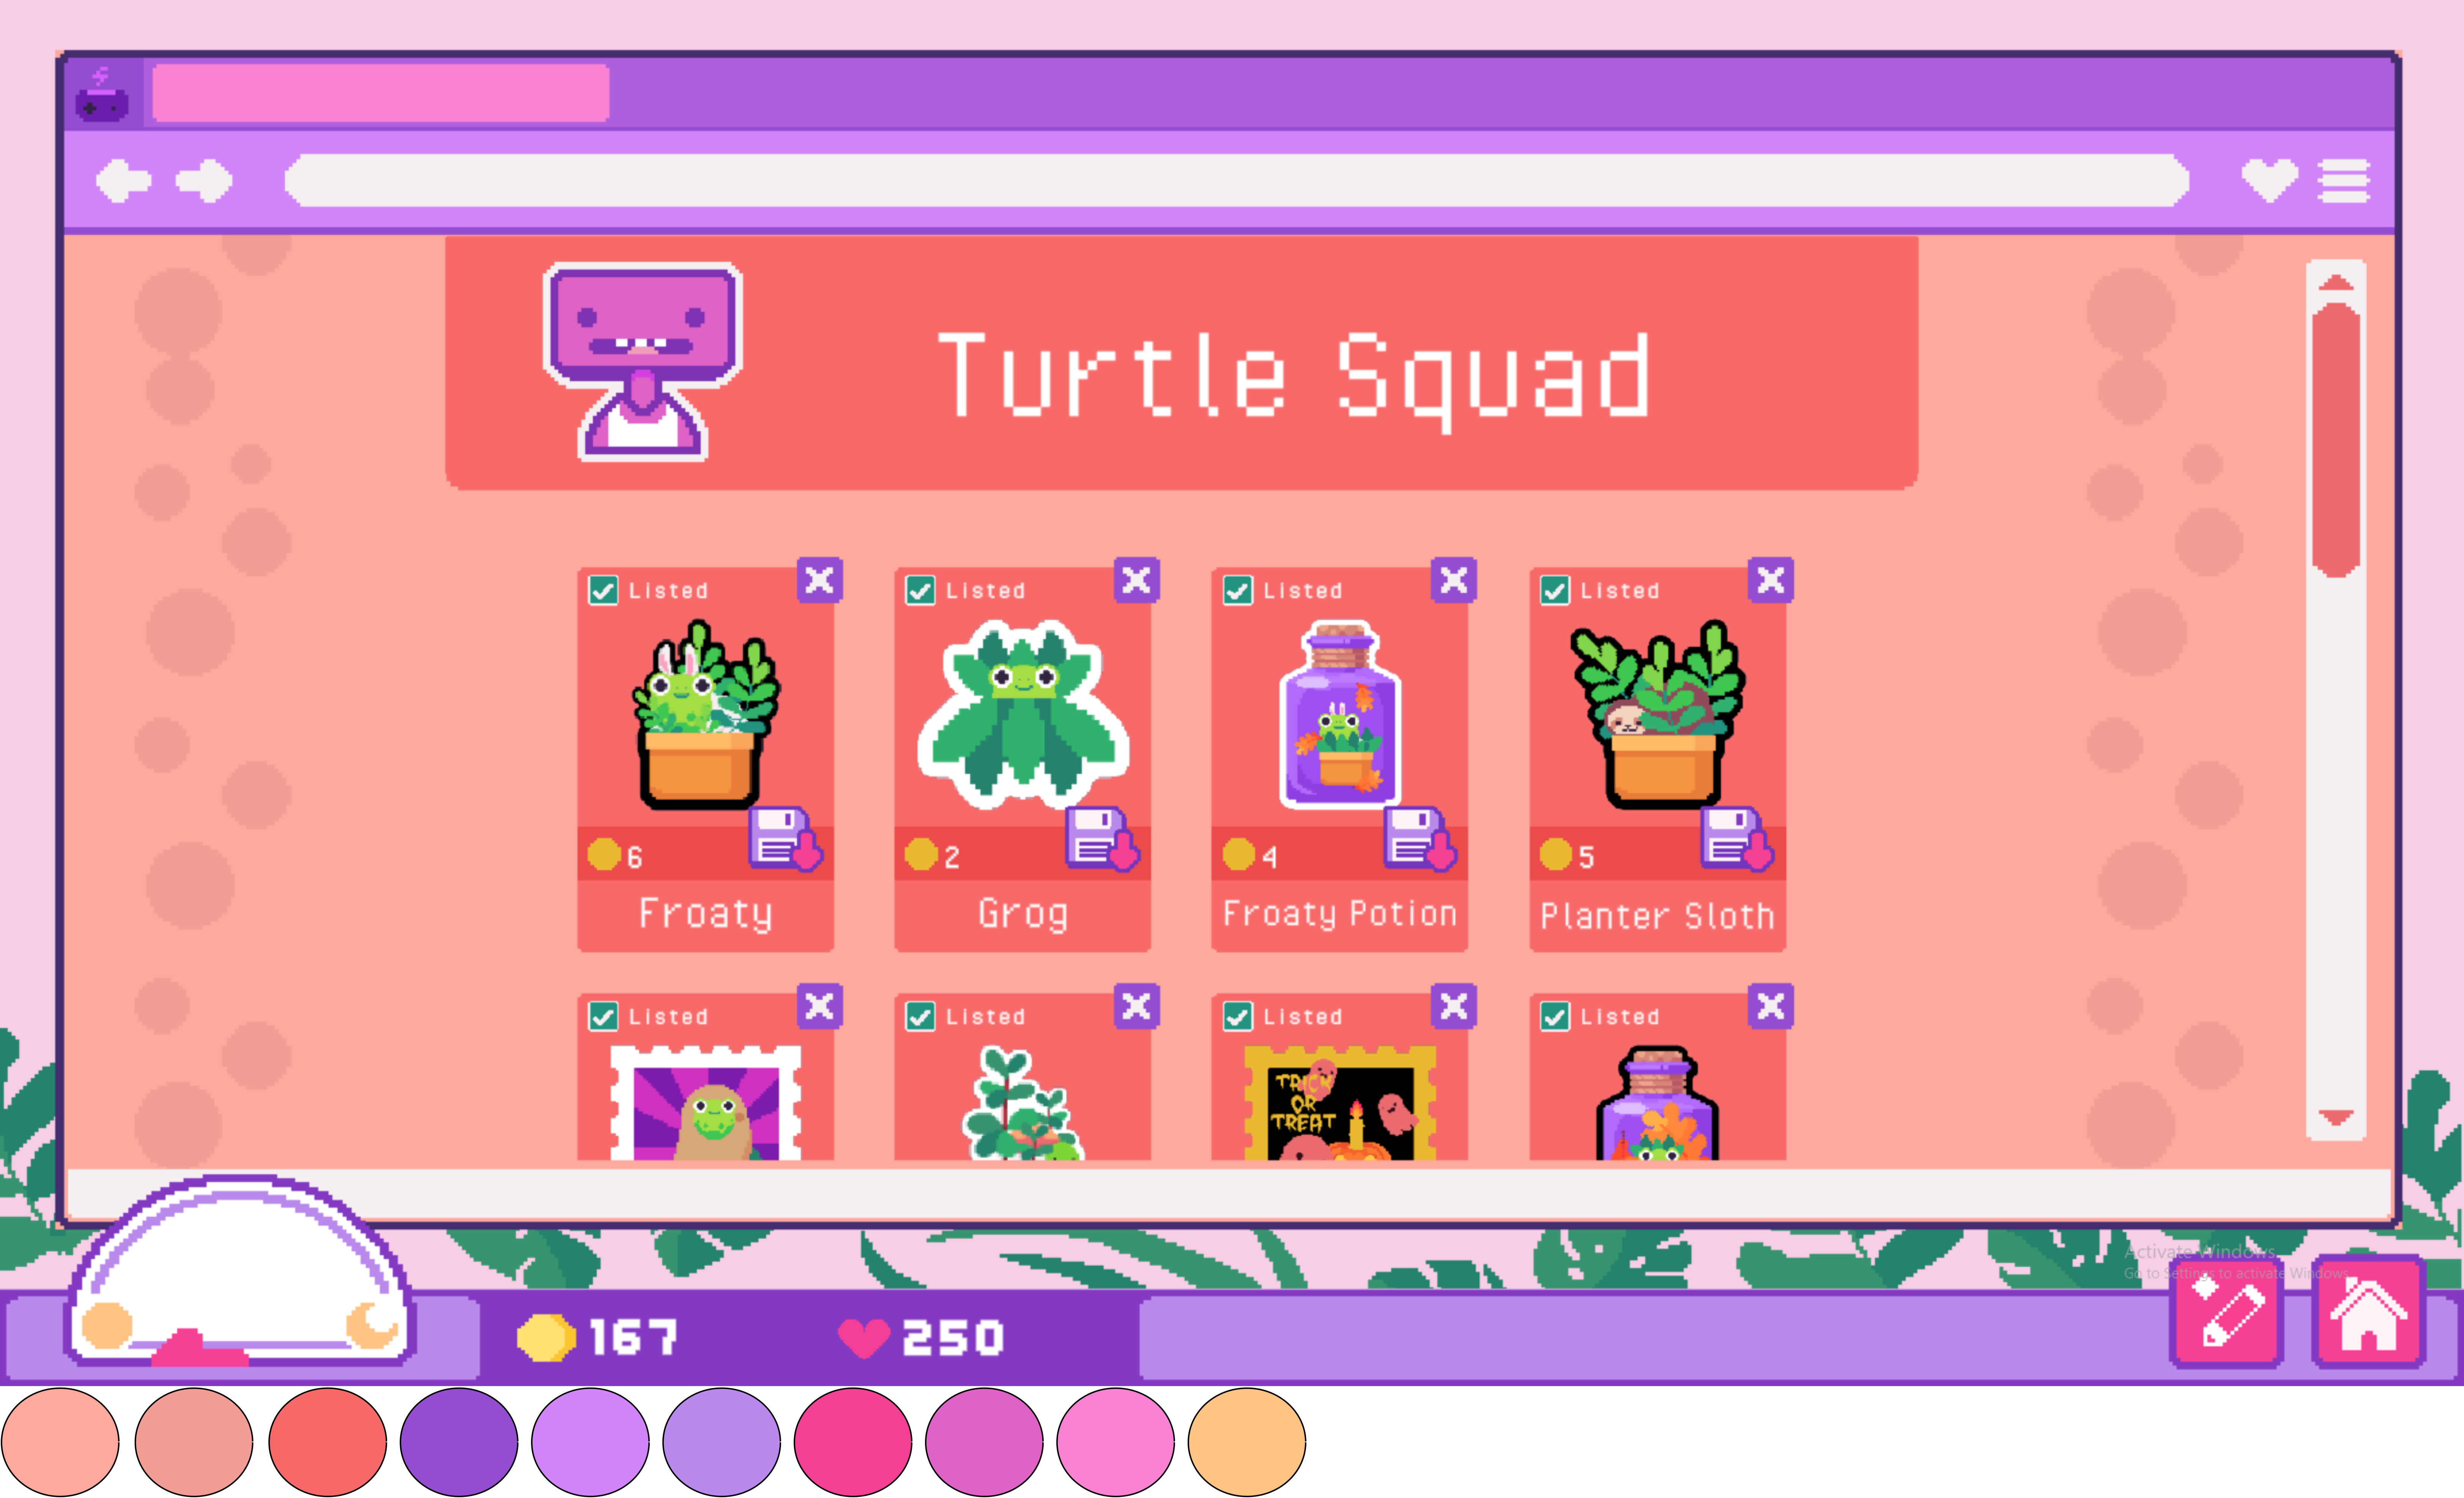 Turtle Squad
Listed
Listed
Listed
Listed
6
2
4
5
Froaty
Grog
Froaty Potion
Planter Sloth
Listed
Listed
Listed
Listed
TRICK
OR
TREAT
Activate Windows
Go to Settings to activate Windows.
167
250